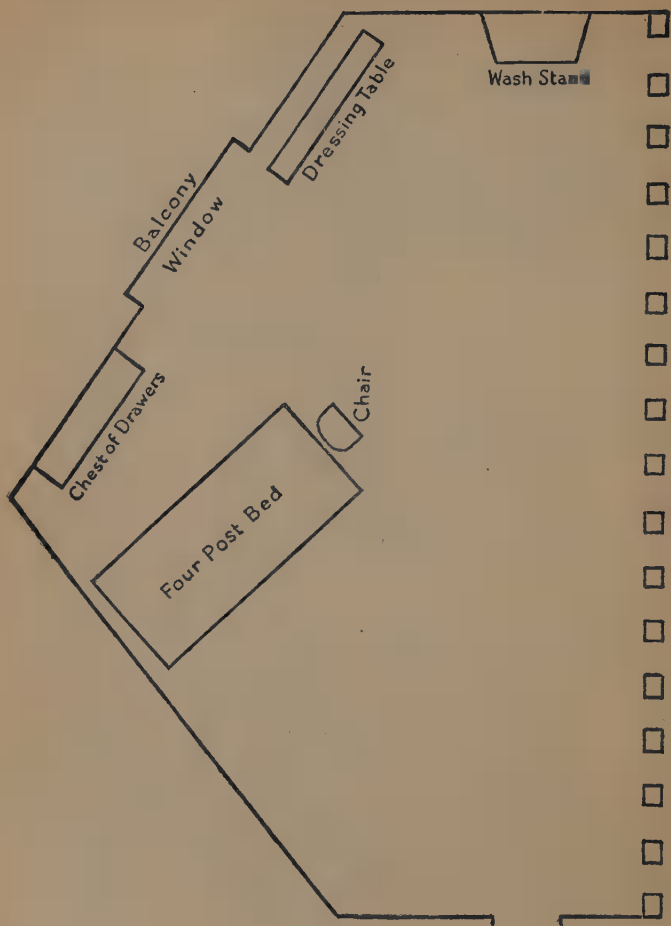 Wash Stand
Dressing Table
Balcony
Window
Chest of Drawers
Chair
Four Post Bed